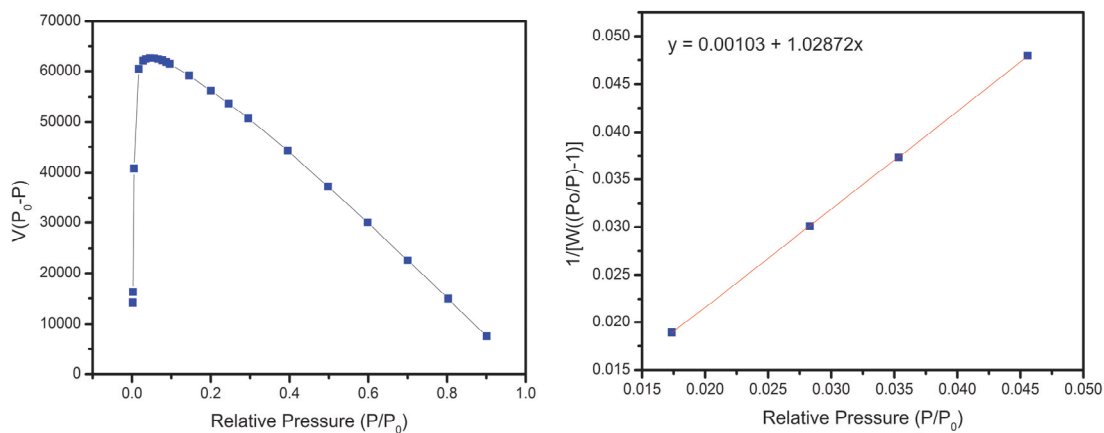 70000
60000
50000
40000
30000
20000
10000
0
V(P₀-P)
0.0 0.2 0.4 0.6 0.8 1.0
Relative Pressure (P/P₀)
y = 0.00103 + 1.02872x
0.050
0.045
0.040
0.035
0.030
0.025
0.020
0.015
1/[W((Po/P)-1)]
0.015 0.020 0.025 0.030 0.035 0.040 0.045 0.050
Relative Pressure (P/P₀)